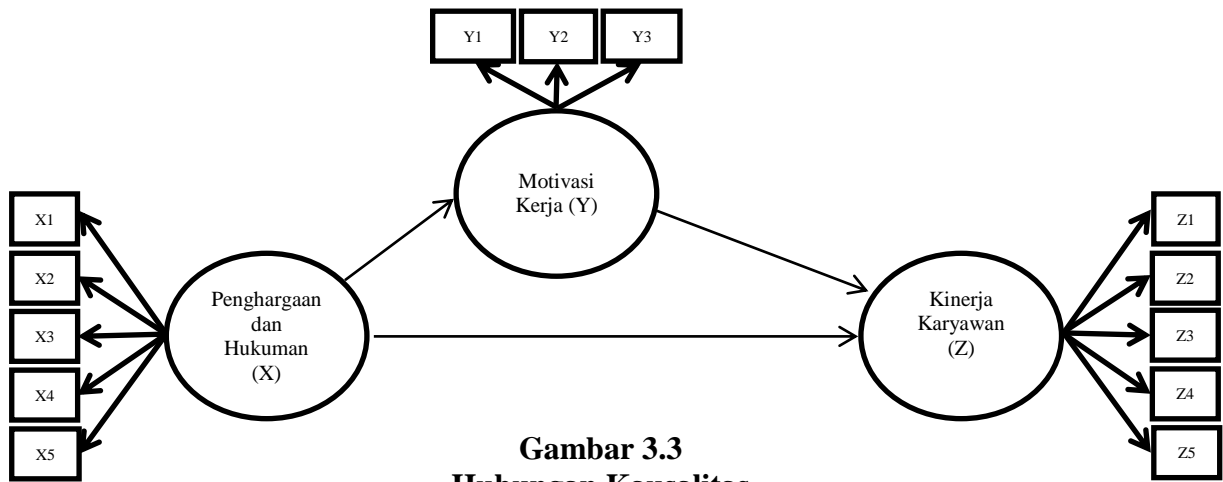 Y1 Y2 Y3
Motivasi
Kerja (Y)
X1
X2
X3
X4
X5
Penghargaan
dan
Hukuman
(X)
Kinerja
Karyawan
(Z)
Z1
Z2
Z3
Z4
Z5
Gambar 3.3
Hubungan Kausalitas